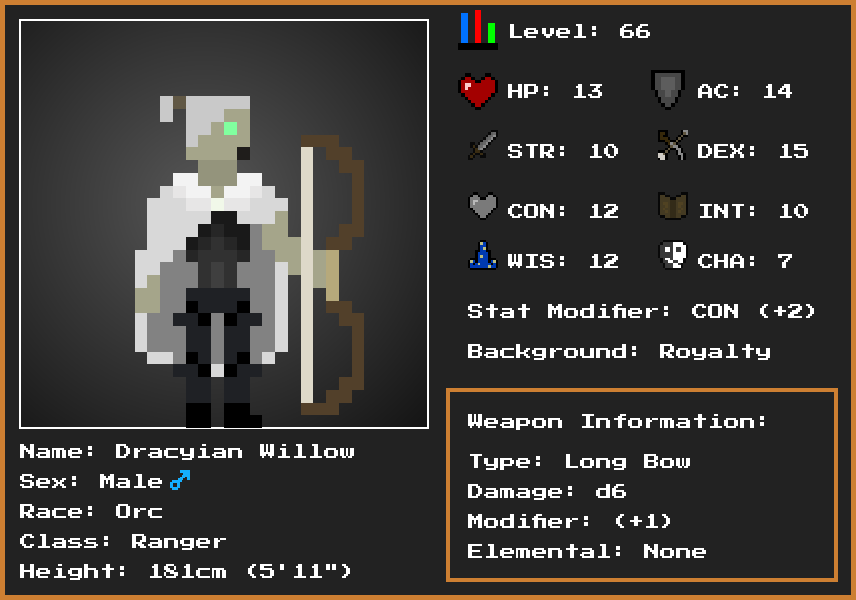 Level: 66
HP: 13
AC: 14
STR: 10
DEX: 15
CON: 12
INT: 10
WIS: 12
CHA: 7
Stat Modifier: CON (+2)
Background: Royalty
Weapon Information:
Type: Long Bow
Damage: d6
Modifier: (+1)
Elemental: None
Name: Dracyian Willow
Sex: Male ♂
Race: Orc
Class: Ranger
Height: 181cm (5'11")